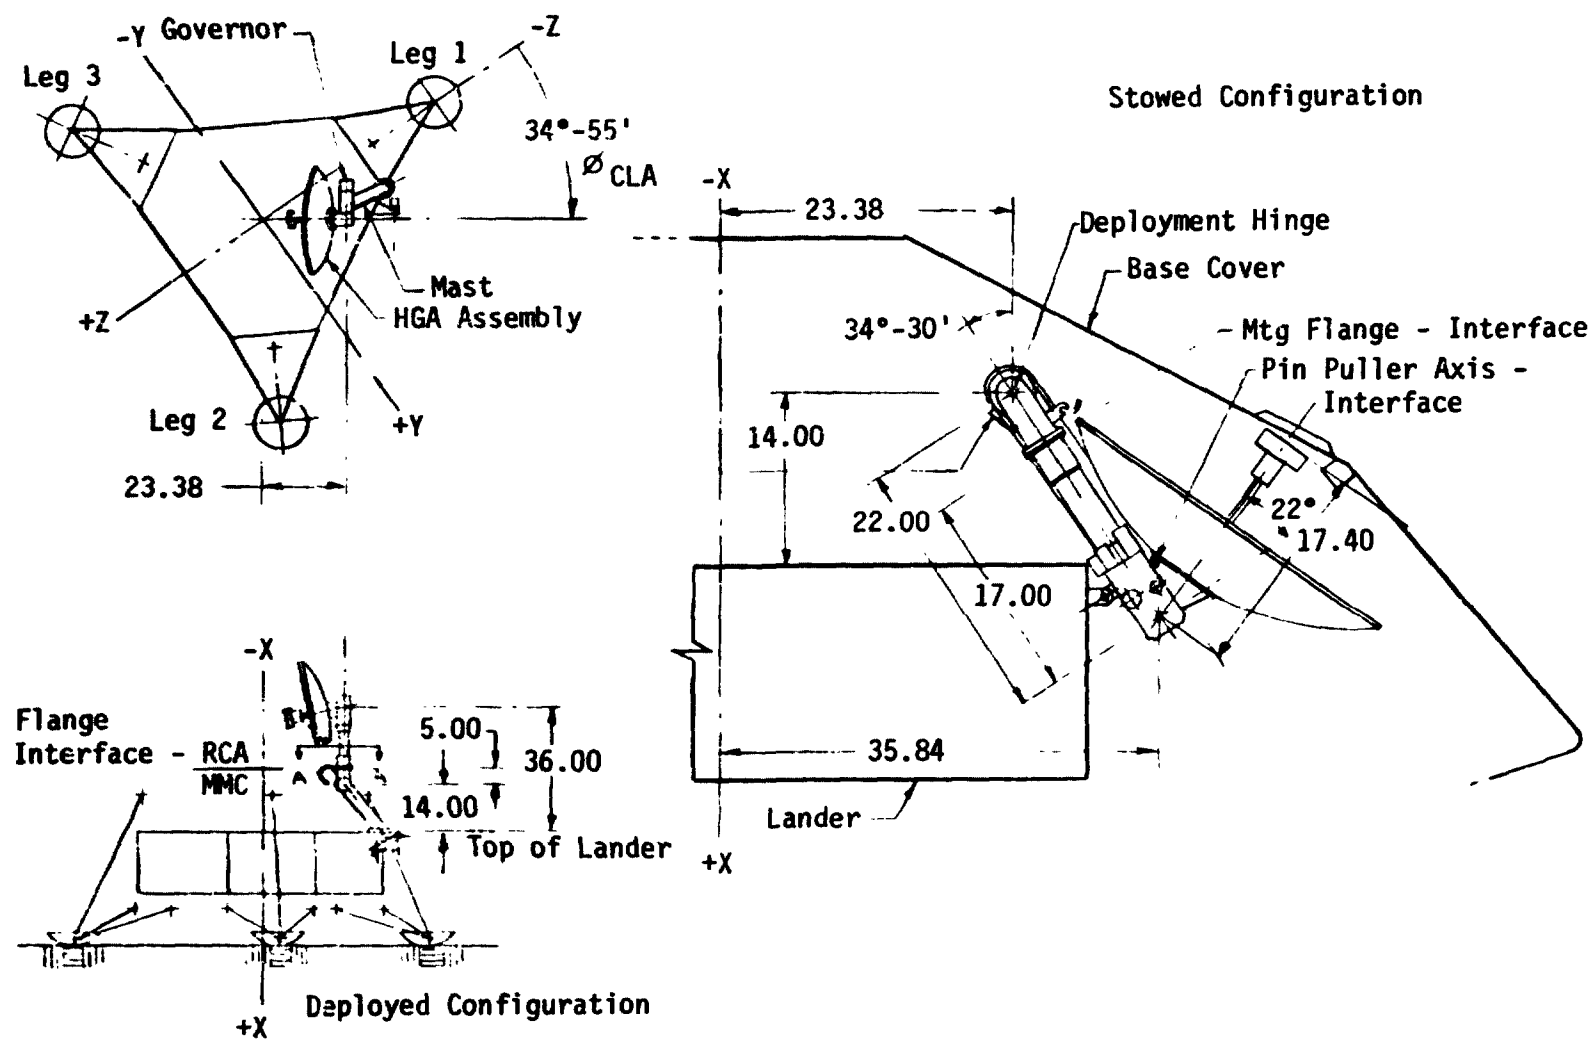 -Y Governor
-Z
Leg 1
Leg 3
34°-55'
Ø CLA
Mast
HGA Assembly
+Z
Leg 2
+Y
23.38
Stowed Configuration
-X
23.38
Deployment Hinge
Base Cover
34°-30'
Mtg Flange - Interface
Pin Puller Axis -
Interface
14.00
22.00
22°
17.40
17.00
35.84
Lander
+X
-X
Flange
Interface - RCA
MMC
A
5.00
36.00
14.00
Top of Lander
Deployed Configuration
+X